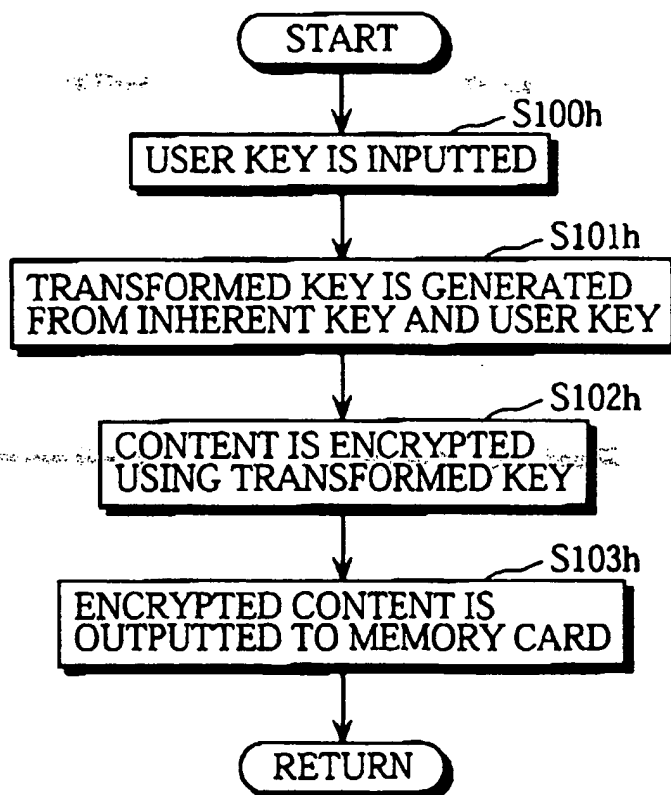 START
S100h
USER KEY IS INPUTTED
S101h
TRANSFORMED KEY IS GENERATED
FROM INHERENT KEY AND USER KEY
S102h
CONTENT IS ENCRYPTED
USING TRANSFORMED KEY
S103h
ENCRYPTED CONTENT IS
OUTPUTTED TO MEMORY CARD
RETURN